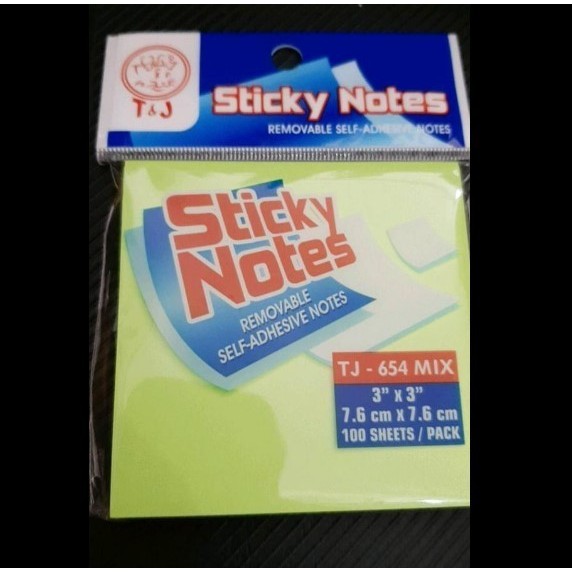 T&J
Sticky Notes
REMOVABLE SELF-ADHESIVE NOTES
Sticky
Notes
REMOVABLE
SELF-ADHESIVE NOTES
TJ - 654 MIX
3" x 3"
7.6 cm x 7.6 cm
100 SHEETS / PACK